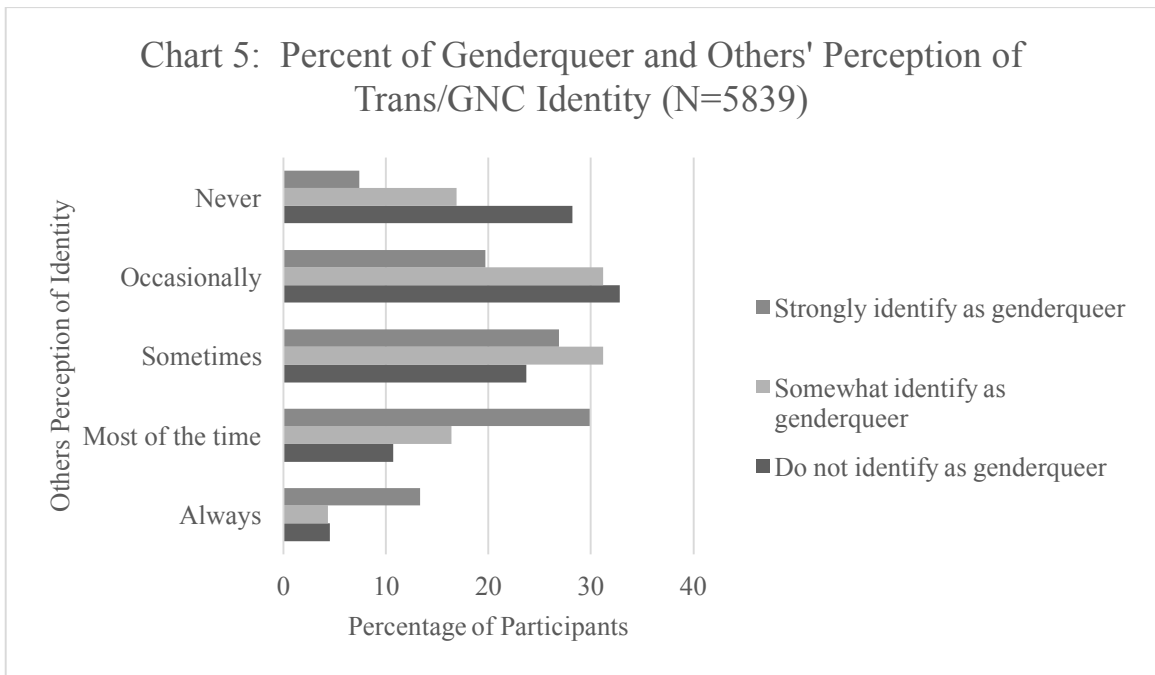 Chart 5:  Percent of Genderqueer and Others' Perception of
Trans/GNC Identity (N=5839)
Others Perception of Identity
Never
Occasionally
Sometimes
Most of the time
Always
0 10 20 30 40
Percentage of Participants
Strongly identify as genderqueer
Somewhat identify as
genderqueer
Do not identify as genderqueer